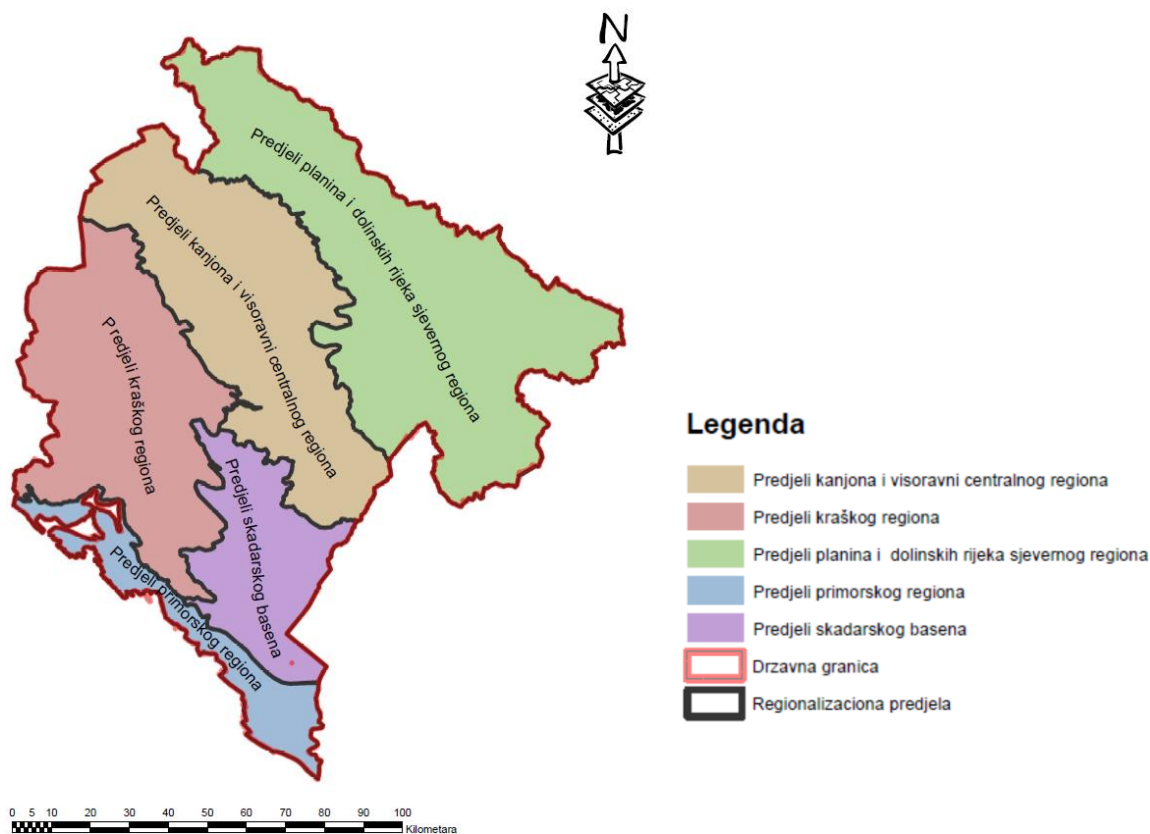 N
Predjeli planina i dolinskih rijeka sjevernog regiona
Predjeli kanjona i visoravni centralnog regiona
Predjeli kraškog regiona
Predjeli skadarskog basena
Predjeli primorskog regiona
Legenda
Predjeli kanjona i visoravni centralnog regiona
Predjeli kraškog regiona
Predjeli planina i dolinskih rijeka sjevernog regiona
Predjeli primorskog regiona
Predjeli skadarskog basena
Drzavna granica
Regionalizaciona predjela
0 5 10 20 30 40 50 60 70 80 90 100
Kilometara